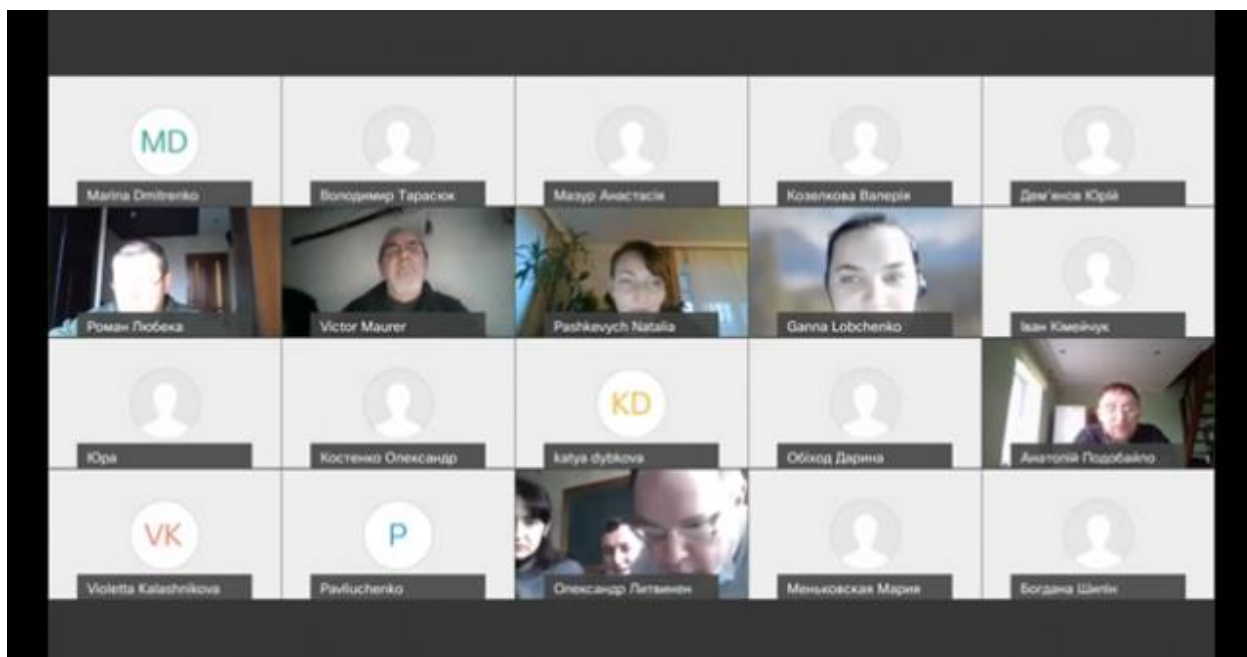 MD
Marina Dmitrenko
Володимир Тарасюк
Мазур Анастасія
Козелкова Валерія
Дем'янов Юрій
Роман Любека
Victor Maurer
Pashkevych Natalia
Ganna Lobchenko
Іван Кімейчук
Юра
Костенко Олександр
KD
katya dybkova
Обіход Дарина
Анатолій Подобайло
VK
Violetta Kalashnikova
P
Pavliuchenko
Олександр Литвинен
Меньковская Мария
Богдана Шипін